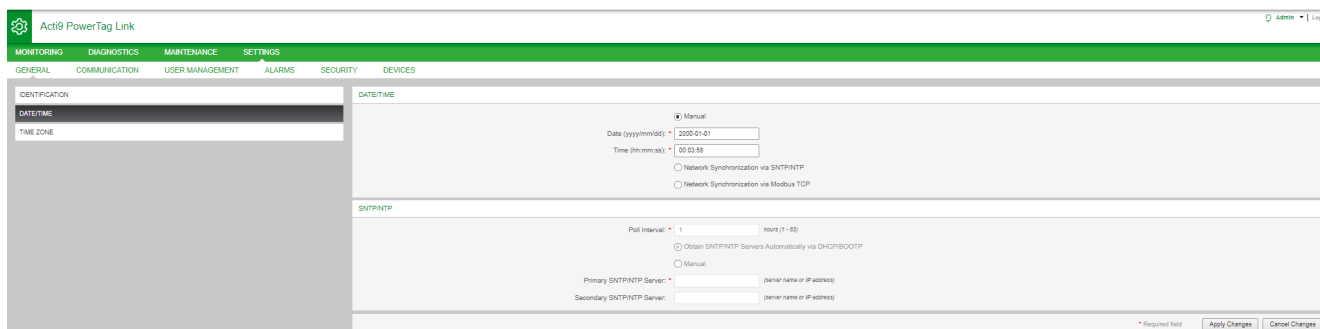 Acti9 PowerTag Link
Admin
MONITORING DIAGNOSTICS MAINTENANCE SETTINGS
GENERAL COMMUNICATION USER MANAGEMENT ALARMS SECURITY DEVICES
IDENTIFICATION
DATE/TIME
TIME ZONE
DATE/TIME
Manual
Date (yyyy/mm/dd): * 2000-01-01
Time (hh:mm:ss): * 00:03:58
Network Synchronization via SNTP/NTP
Network Synchronization via Modbus TCP
SNTP/NTP
Poll Interval: * 1 hours (1 - 63)
Obtain SNTP/NTP Servers Automatically via DHCP/BOOTP
Manual
Primary SNTP/NTP Server: * (server name or IP address)
Secondary SNTP/NTP Server: (server name or IP address)
* Required field Apply Changes Cancel Changes